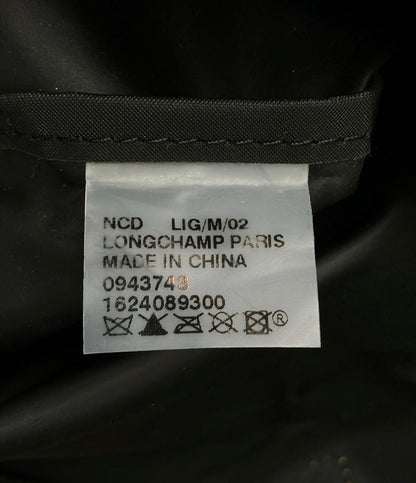 NCD LIG/M/02
LONGCHAMP PARIS
MADE IN CHINA
0943743
1624089300
®